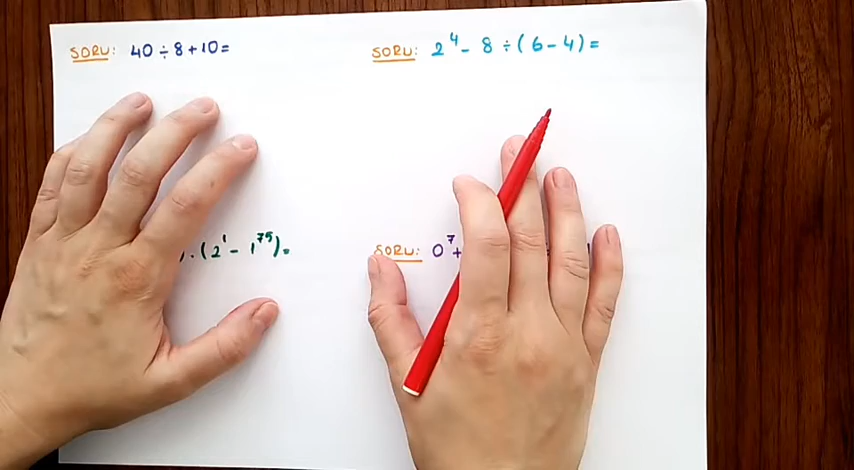 SORU: 40 ÷ 8 + 10 =
SORU: 2⁴ - 8 ÷ (6 - 4) =
). (2¹ - 1⁷⁵) =
SORU: 0⁷ +